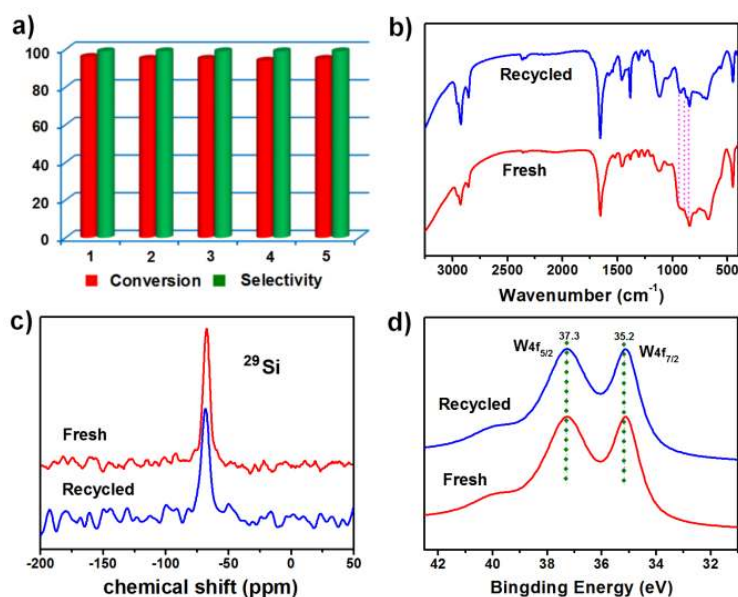 a)
100
80
60
40
20
0
1 2 3 4 5
Conversion Selectivity
b)
Recycled
Fresh
3000 2500 2000 1500 1000 500
Wavenumber (cm⁻¹)
c)
²⁹Si
Fresh
Recycled
-200 -150 -100 -50 0 50
chemical shift (ppm)
d)
37.3 35.2
W4f₅/₂ W4f₇/₂
Recycled
Fresh
42 39 36 34 32
Bingding Energy (eV)